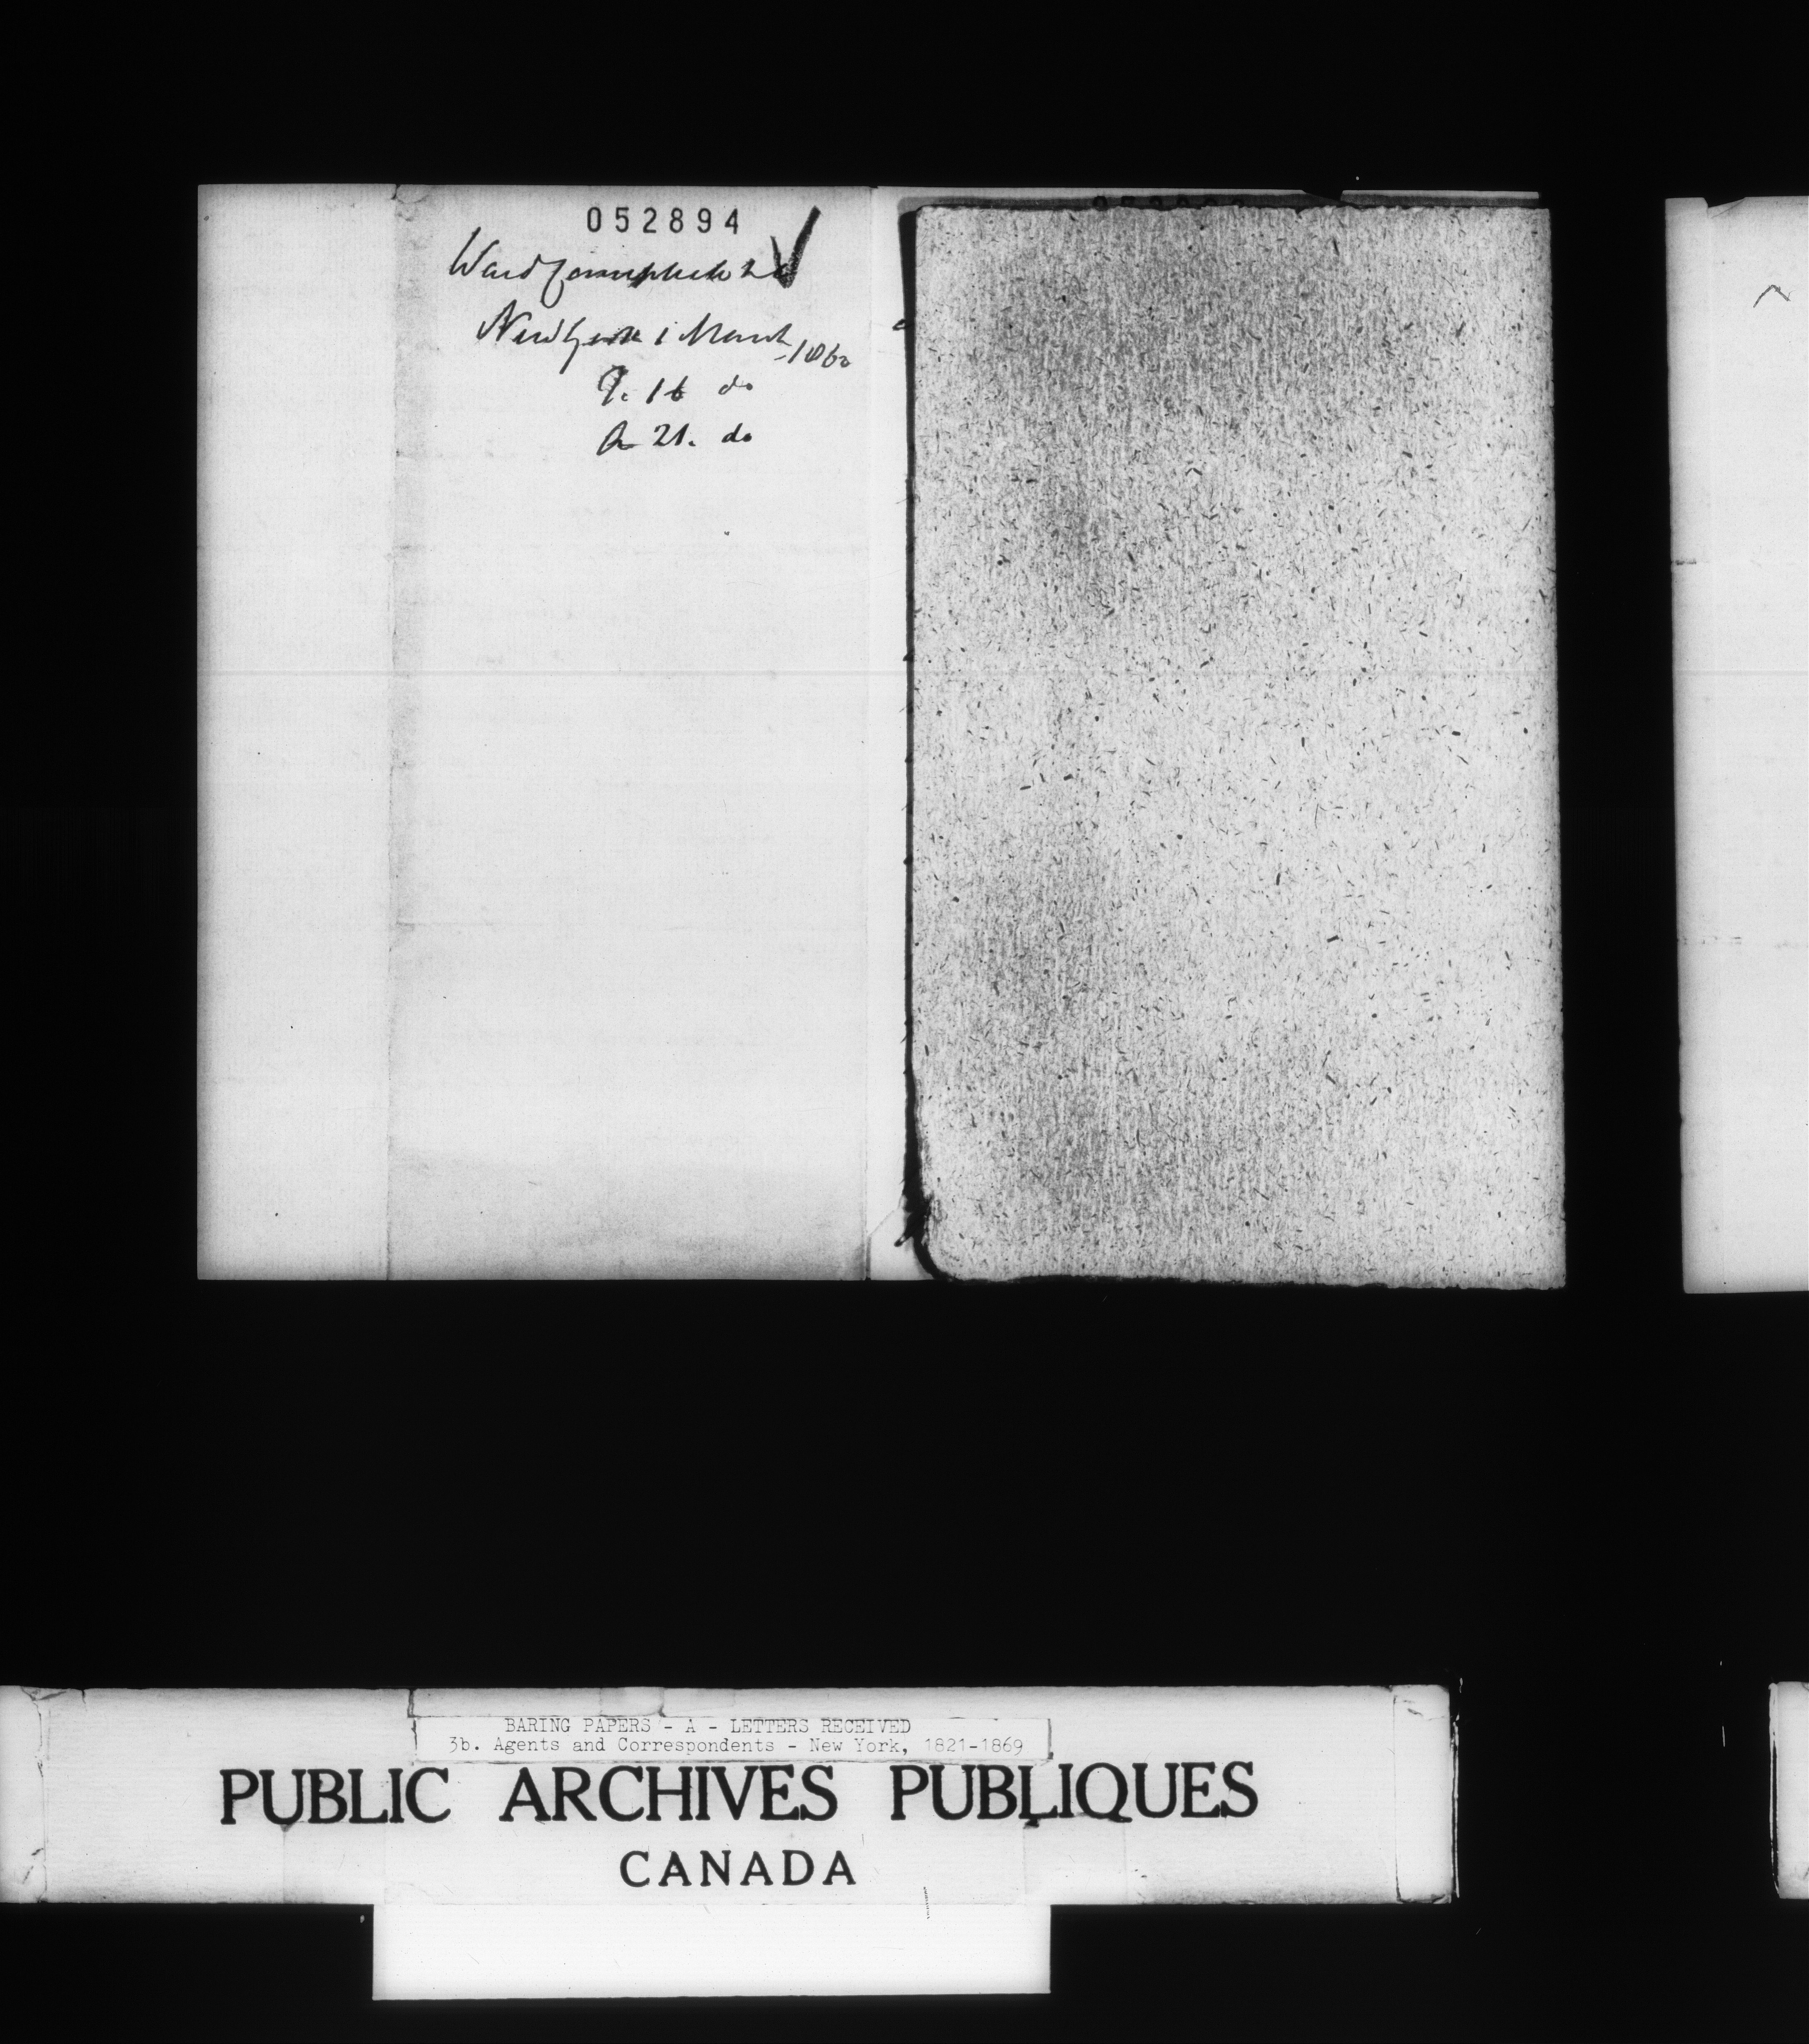 052894
Ward Campbell & Co
New York 1 March 1860
R. 16 do
A 21. do
BARING PAPERS - A - LETTERS RECEIVED
3b. Agents and Correspondents - New York, 1821-1869
PUBLIC ARCHIVES PUBLIQUES
CANADA